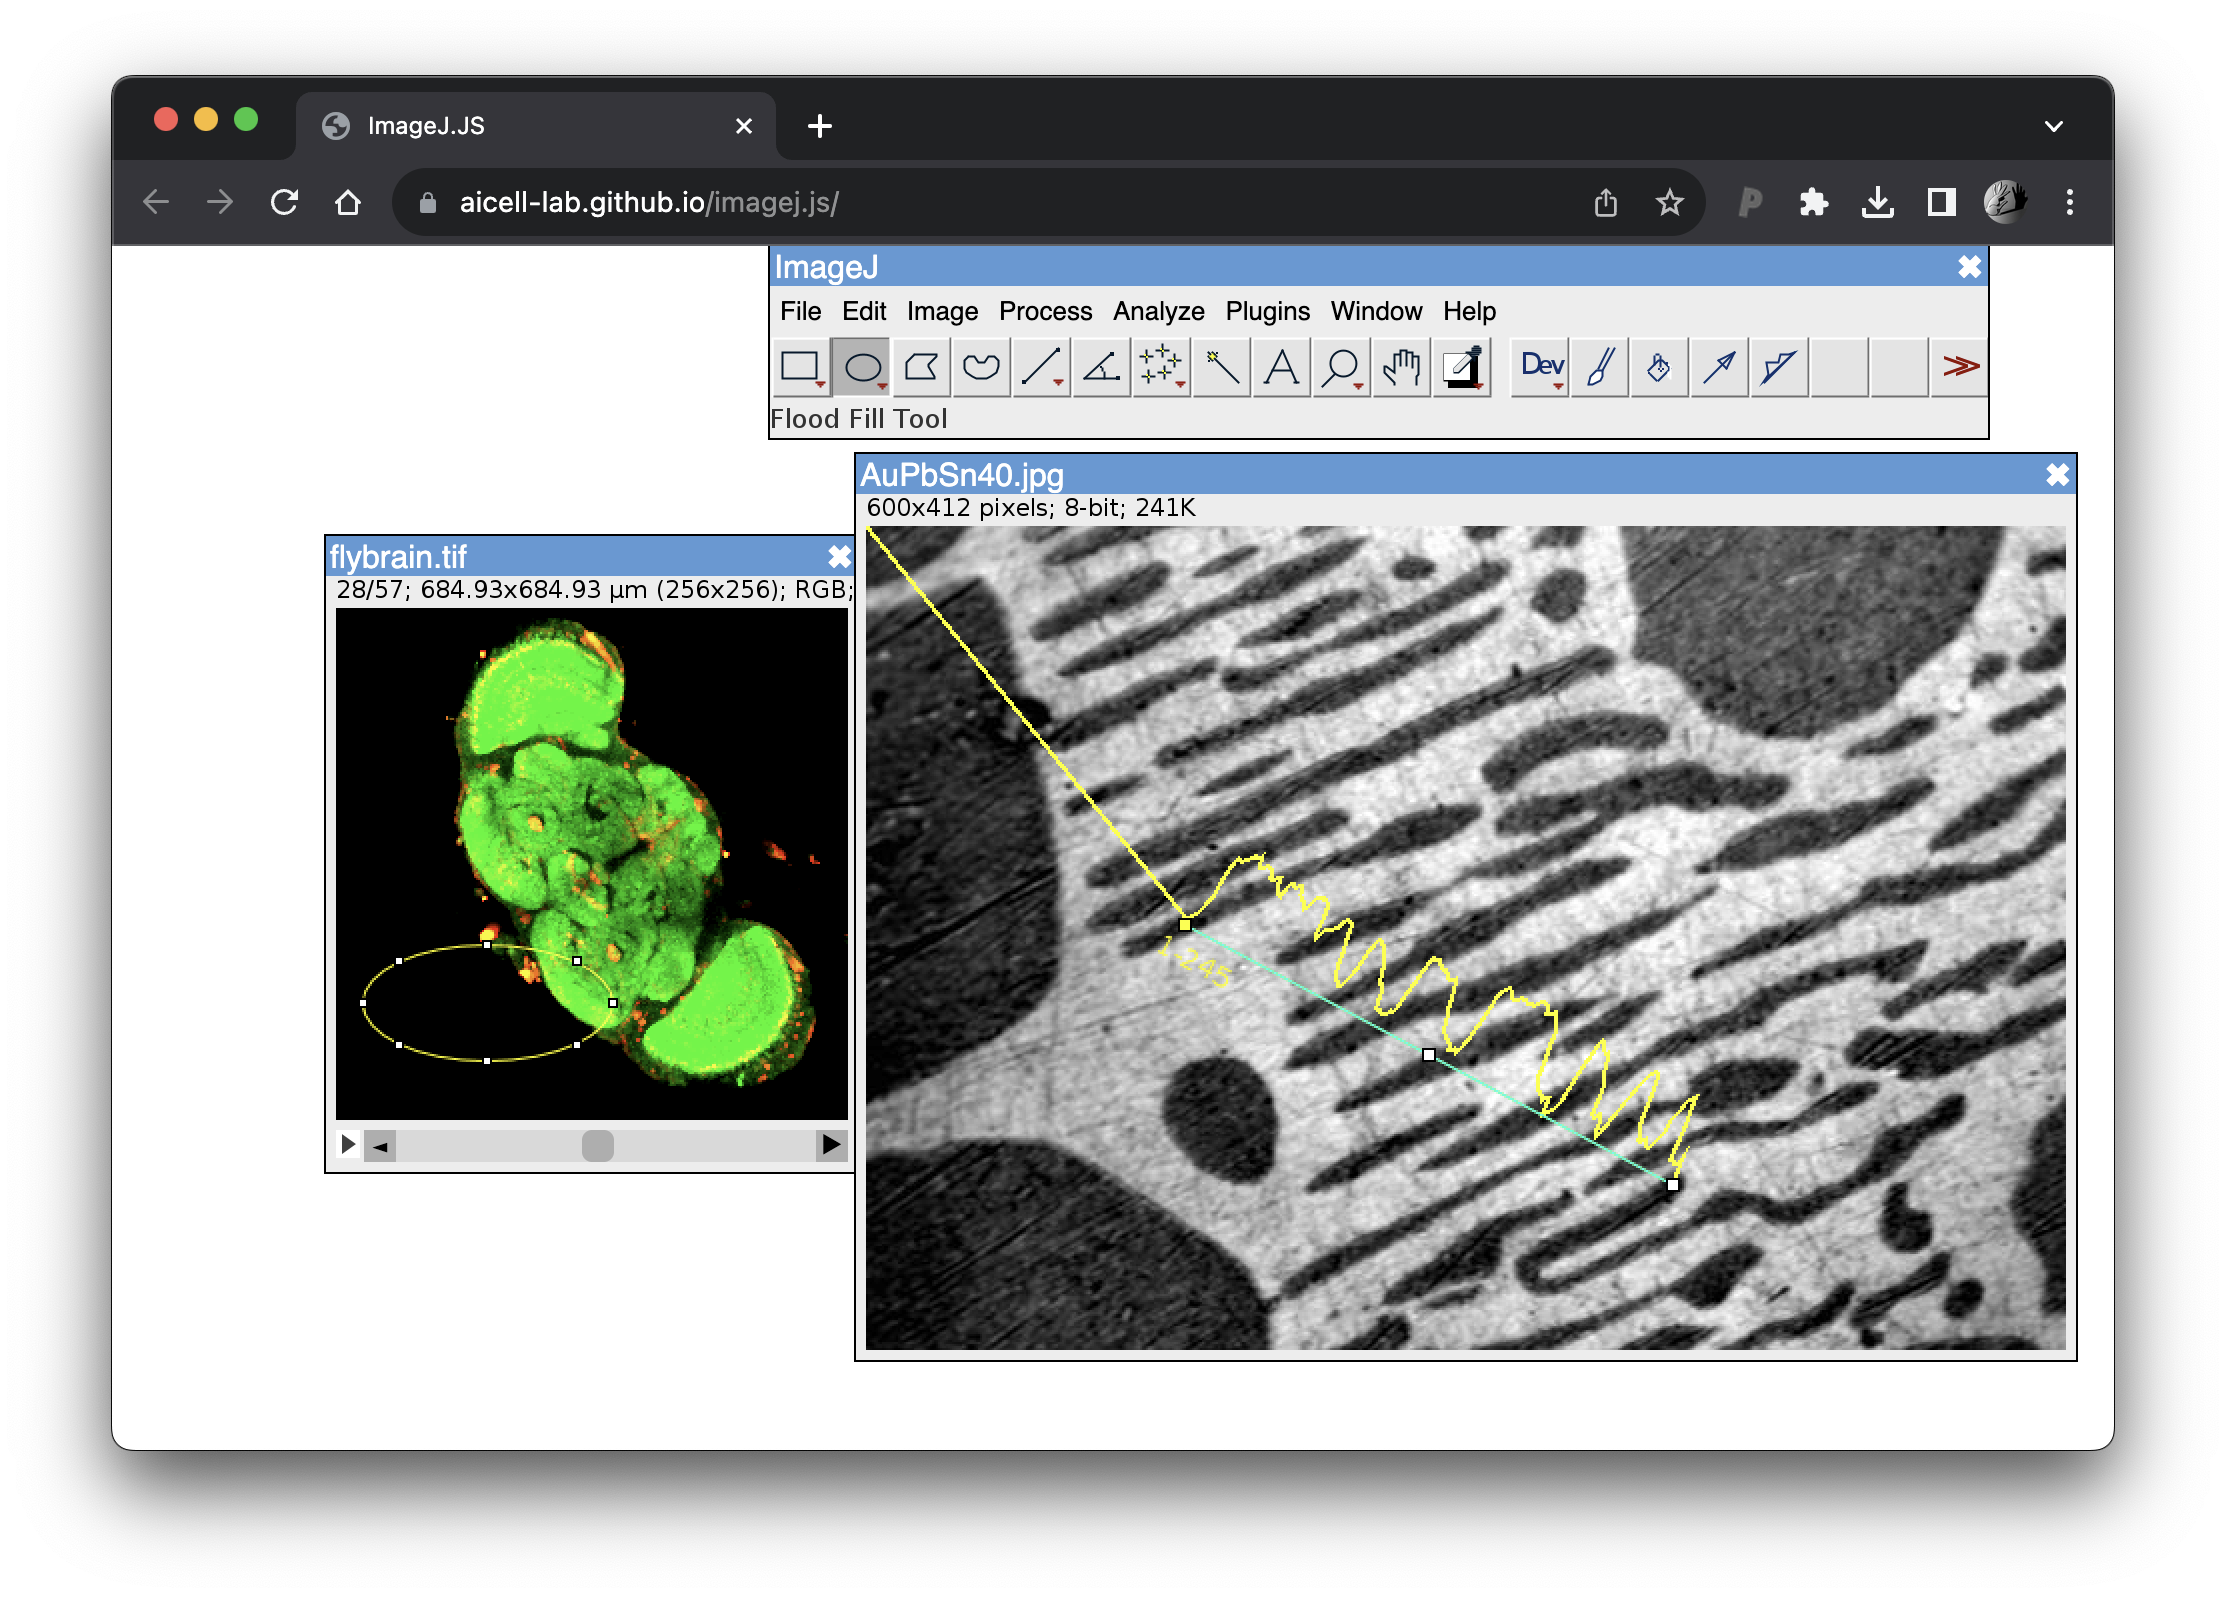 ImageJ.JS
aicell-lab.github.io/imagej.js/
ImageJ
File Edit Image Process Analyze Plugins Window Help
Dev
Flood Fill Tool
AuPbSn40.jpg
600x412 pixels; 8-bit; 241K
flybrain.tif
28/57; 684.93x684.93 µm (256x256); RGB;
1-245